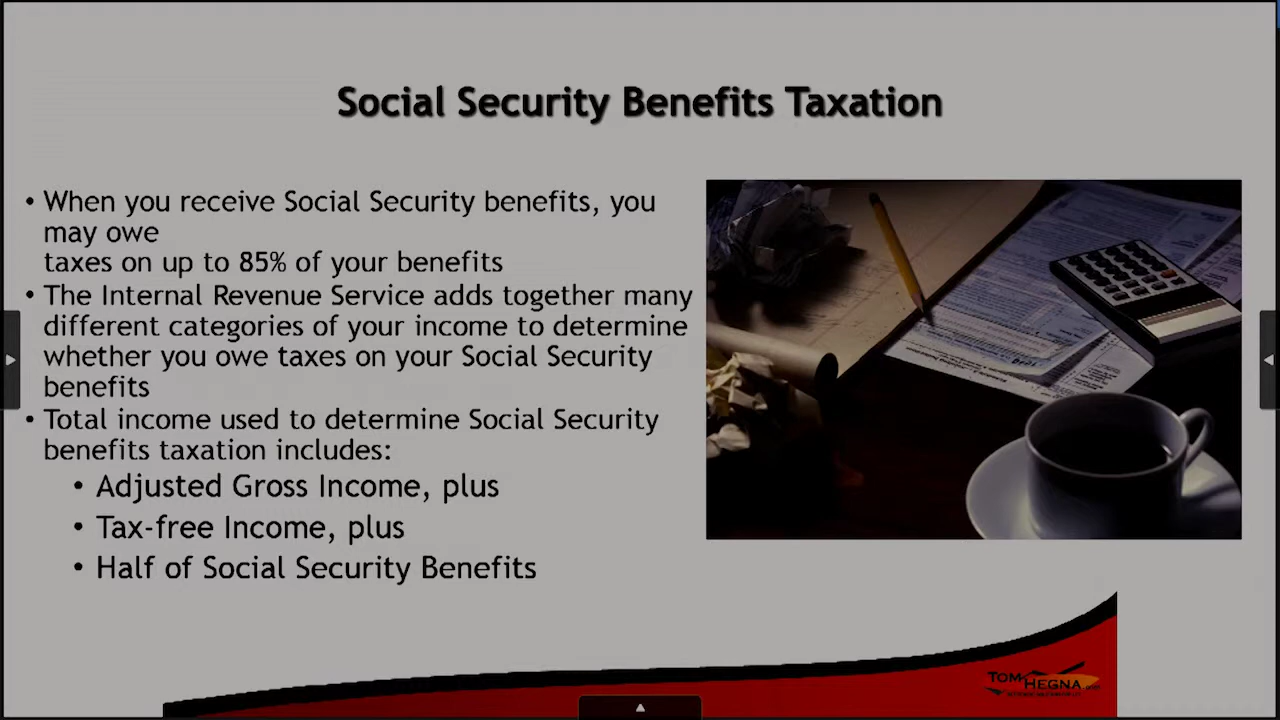 Social Security Benefits Taxation
• When you receive Social Security benefits, you
may owe
taxes on up to 85% of your benefits
• The Internal Revenue Service adds together many
different categories of your income to determine
whether you owe taxes on your Social Security
benefits
• Total income used to determine Social Security
benefits taxation includes:
• Adjusted Gross Income, plus
• Tax-free Income, plus
• Half of Social Security Benefits
TOM
HEGNA.com